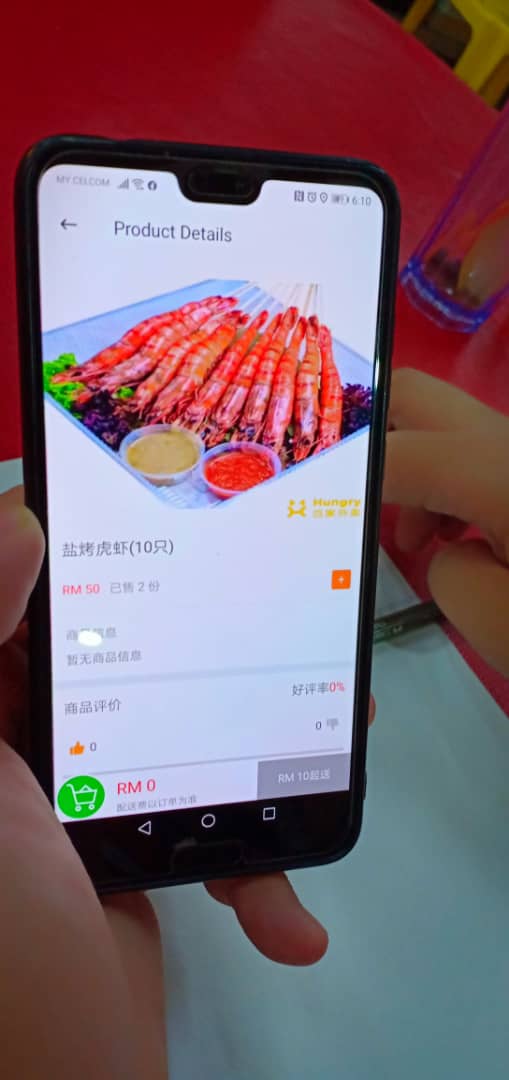 MY CELCOM
6:10
Product Details
Hungry
盐烤虎虾(10只)
RM 50 已售 2 份
+
商品信息
暂无商品信息
好评率0%
商品评价
0
0
RM 0
RM 10起送
配送费以订单为准